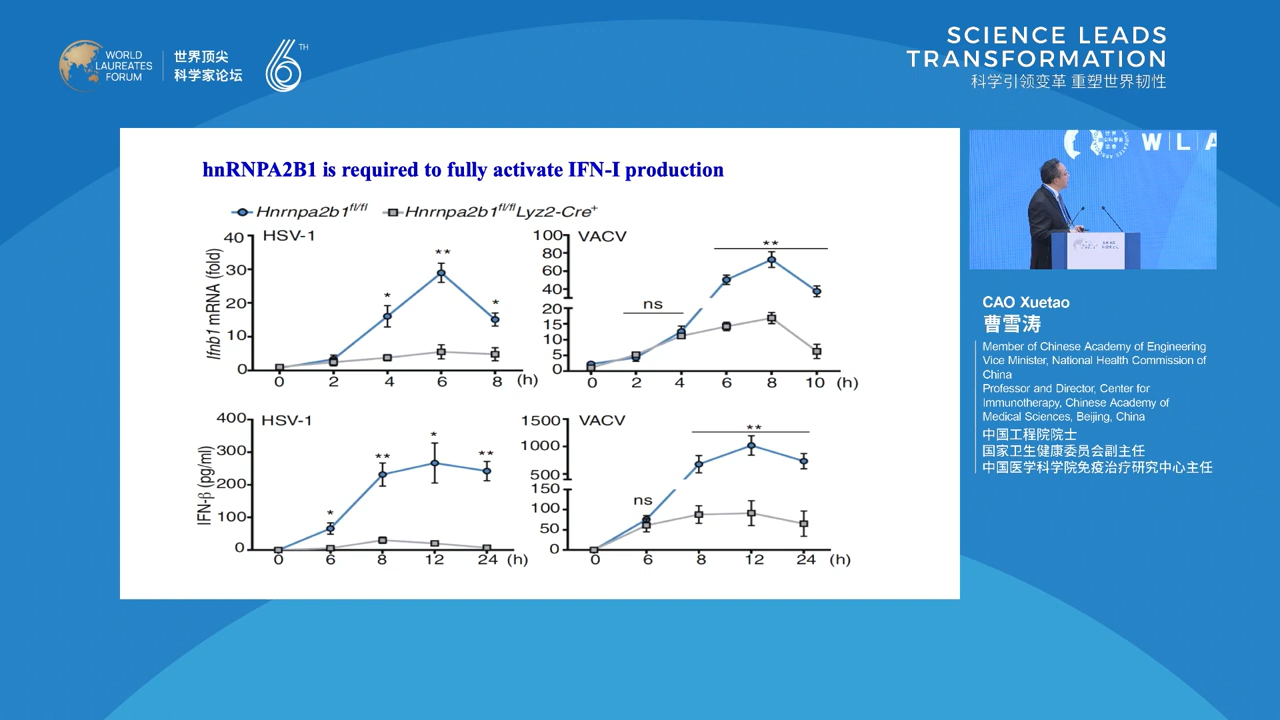 WORLD
LAUREATES
FORUM
世界顶尖
科学家论坛
6TH
SCIENCE LEADS
TRANSFORMATION
科学引领变革 重塑世界韧性
hnRNPA2B1 is required to fully activate IFN-I production
Hnrnpa2b1fl/fl
Hnrnpa2b1fl/flLyz2-Cre+
HSV-1
Ifnb1 mRNA (fold)
40
30
20
10
0
*
**
*
0 2 4 6 8 (h)
VACV
100
80
60
40
20
15
10
5
0
ns
**
0 2 4 6 8 10 (h)
HSV-1
IFN-β (pg/ml)
400
300
200
100
0
*
**
*
**
0 6 8 12 24 (h)
VACV
1500
1000
500
150
100
50
0
ns
**
0 6 8 12 24 (h)
W L A
CAO Xuetao
曹雪涛
Member of Chinese Academy of Engineering
Vice Minister, National Health Commission of
China
Professor and Director, Center for
Immunotherapy, Chinese Academy of
Medical Sciences, Beijing, China
中国工程院院士
国家卫生健康委员会副主任
中国医学科学院免疫治疗研究中心主任